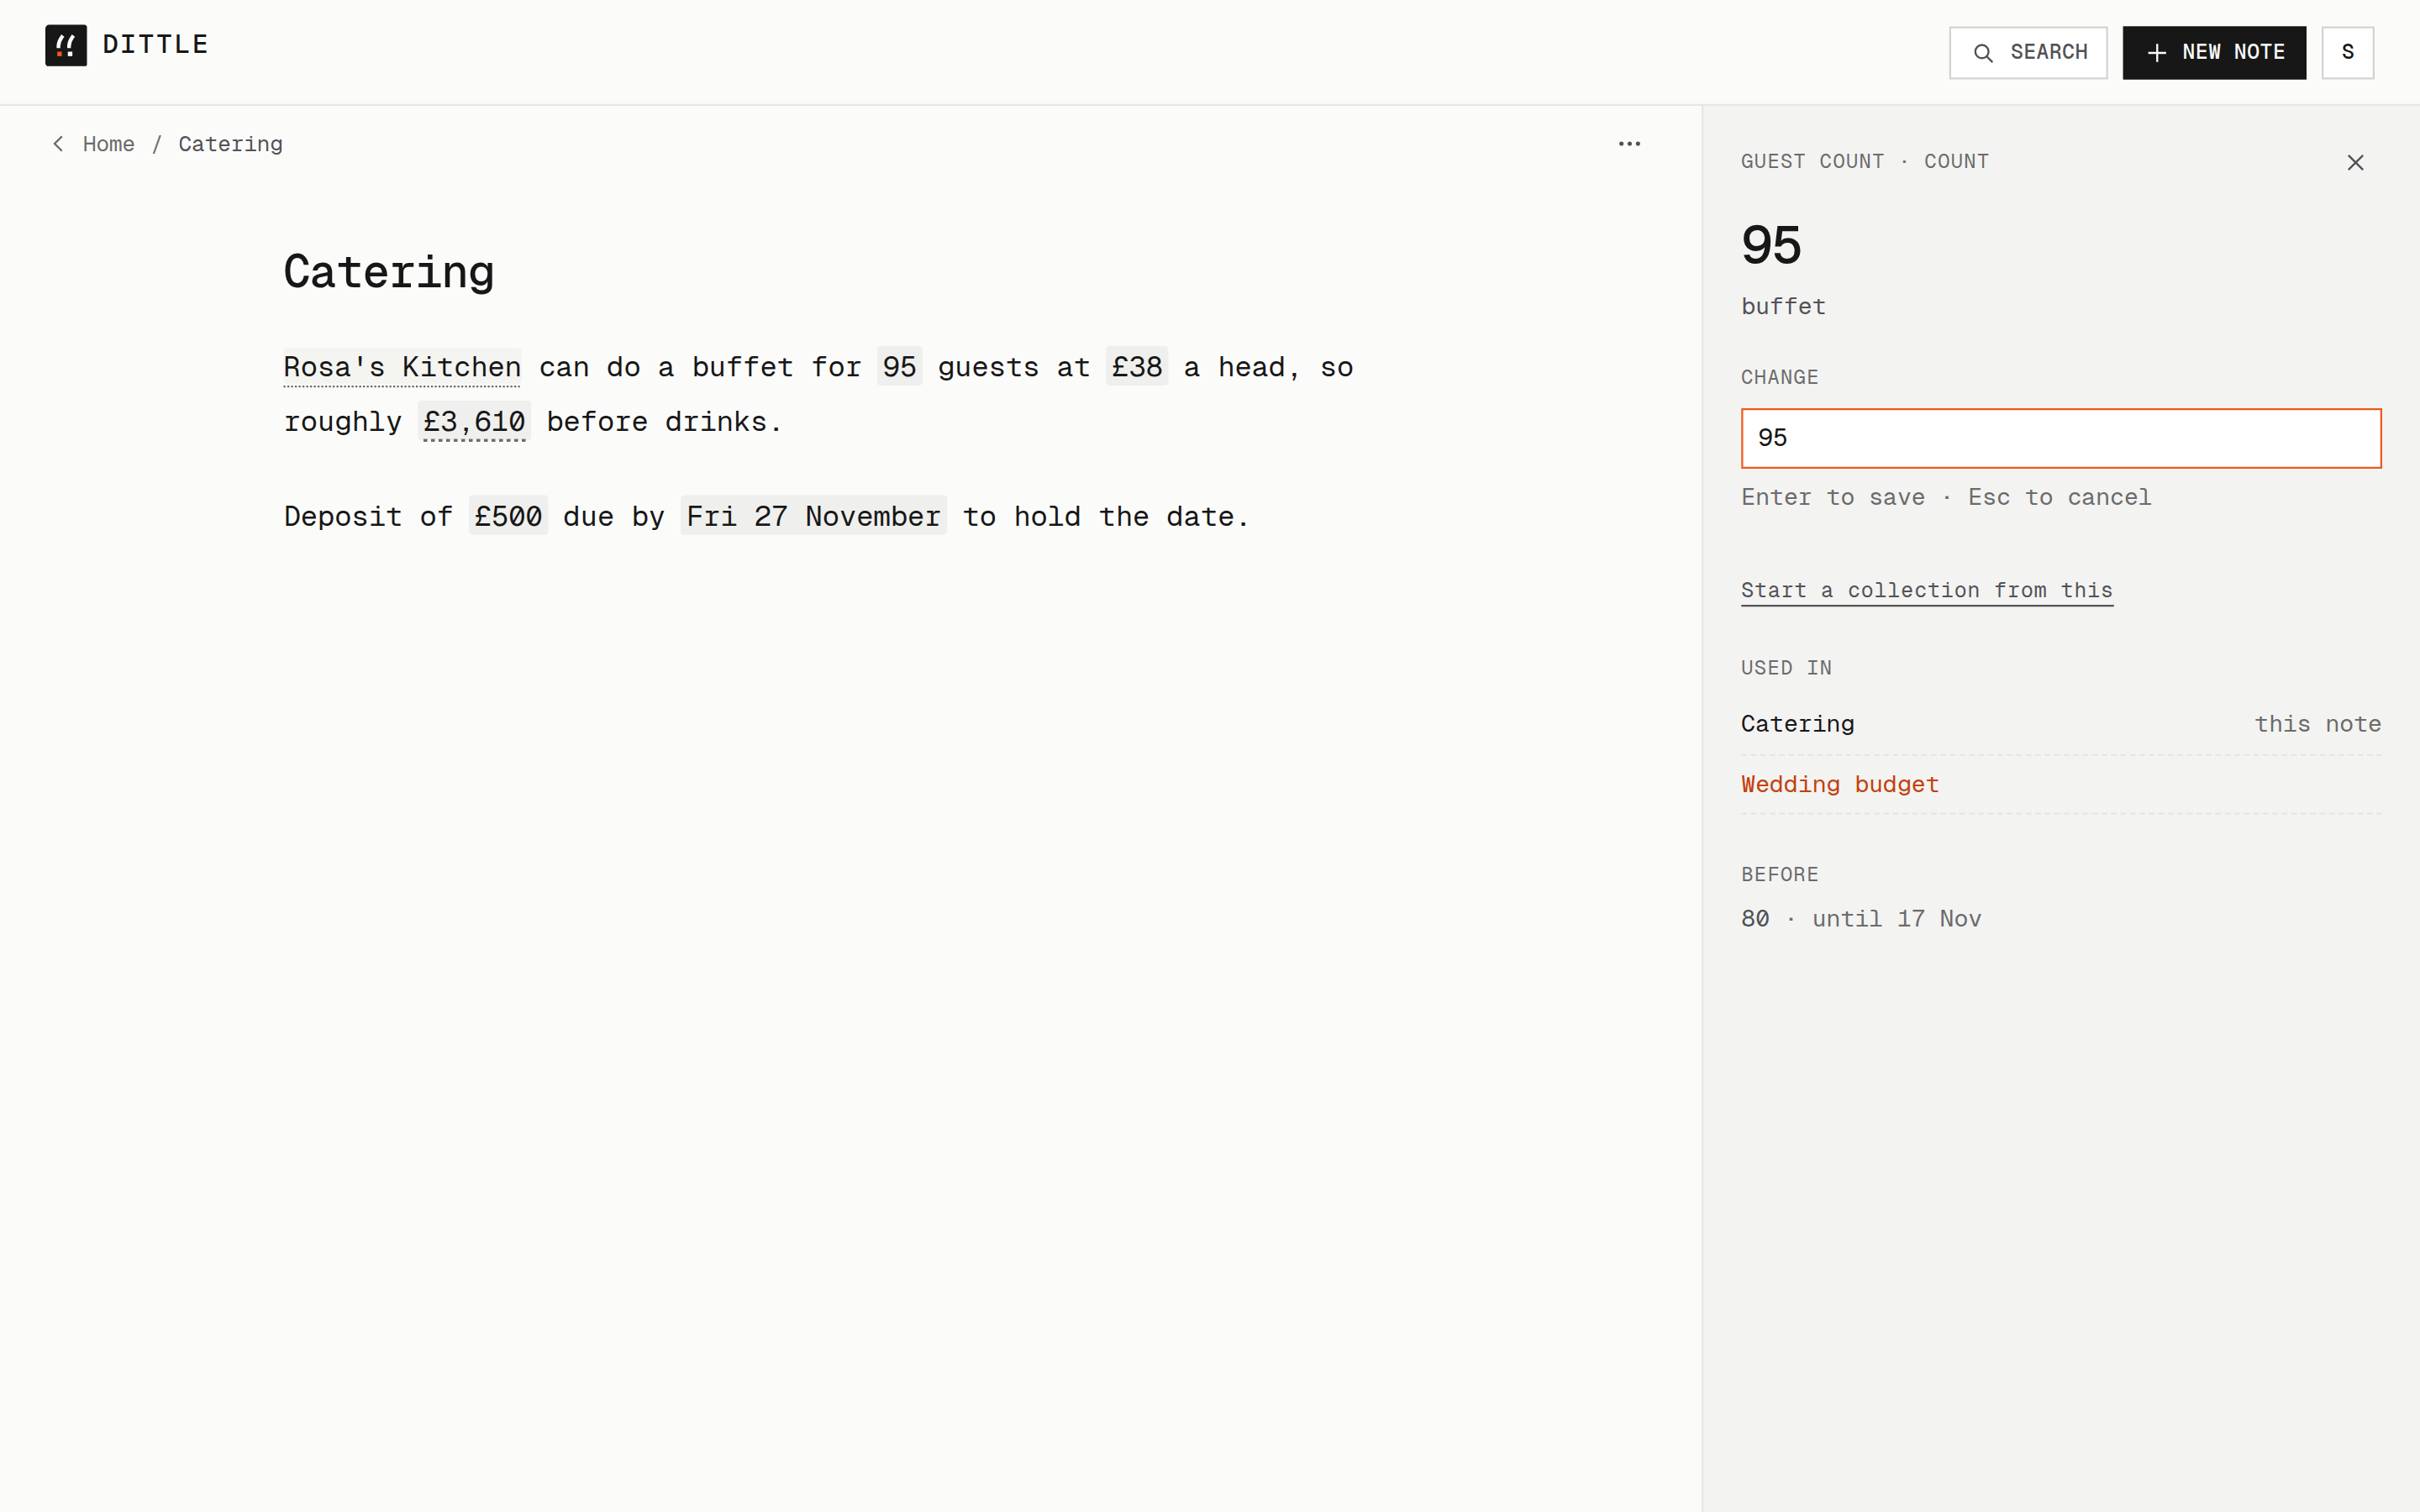 DITTLE
SEARCH
NEW NOTE
S
Home / Catering
Catering
Rosa's Kitchen can do a buffet for 95 guests at £38 a head, so
roughly £3,610 before drinks.
Deposit of £500 due by Fri 27 November to hold the date.
GUEST COUNT · COUNT
95
buffet
CHANGE
95
Enter to save · Esc to cancel
Start a collection from this
USED IN
Catering this note
Wedding budget
BEFORE
80 · until 17 Nov